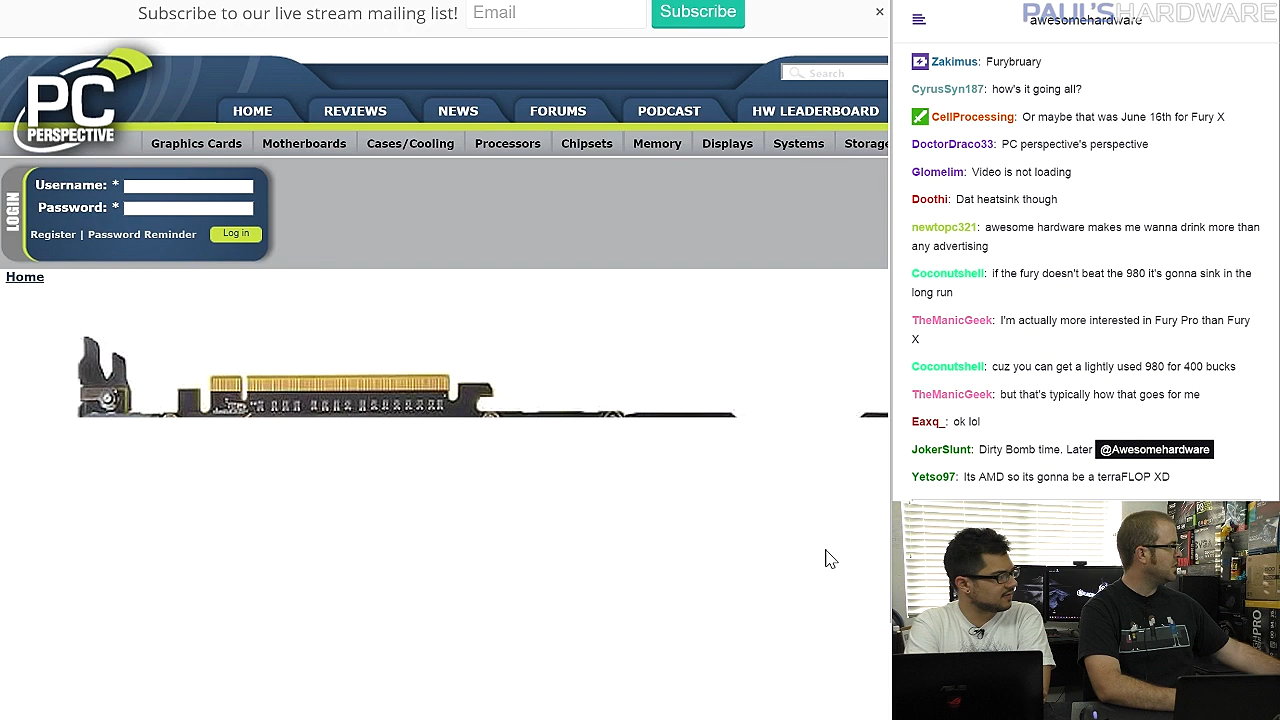 Subscribe to our live stream mailing list!
Email
Subscribe
×
PC
PERSPECTIVE
Search
HOME
REVIEWS
NEWS
FORUMS
PODCAST
HW LEADERBOARD
Graphics Cards
Motherboards
Cases/Cooling
Processors
Chipsets
Memory
Displays
Systems
Storage
LOGIN
Username: *
Password: *
Register | Password Reminder
Log in
Home
PAUL'SHARDWARE
awesomehardware
Zakimus: Furybruary
CyrusSyn187: how's it going all?
CellProcessing: Or maybe that was June 16th for Fury X
DoctorDraco33: PC perspective's perspective
Glomelim: Video is not loading
Doothi: Dat heatsink though
newtopc321: awesome hardware makes me wanna drink more than
any advertising
Coconutshell: if the fury doesn't beat the 980 it's gonna sink in the
long run
TheManicGeek: I'm actually more interested in Fury Pro than Fury
X
Coconutshell: cuz you can get a lightly used 980 for 400 bucks
TheManicGeek: but that's typically how that goes for me
Eaxq_: ok lol
JokerSlunt: Dirty Bomb time. Later @Awesomehardware
Yetso97: Its AMD so its gonna be a terraFLOP XD
ASUS